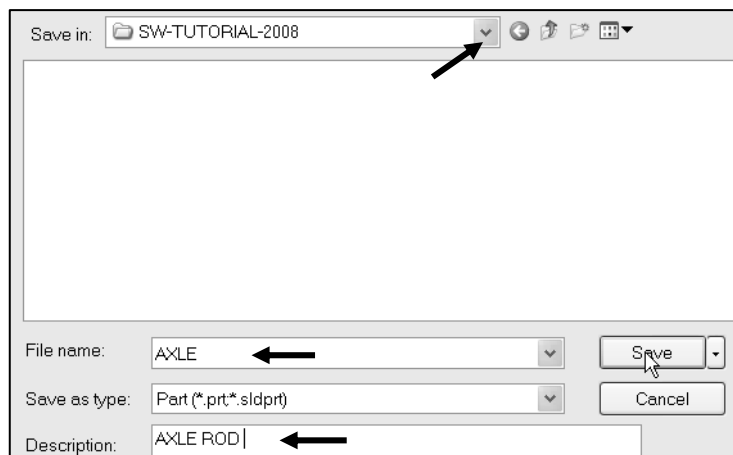 Save in: SW-TUTORIAL-2008
File name: AXLE Save
Save as type: Part (*.prt;*.sldprt) Cancel
Description: AXLE ROD